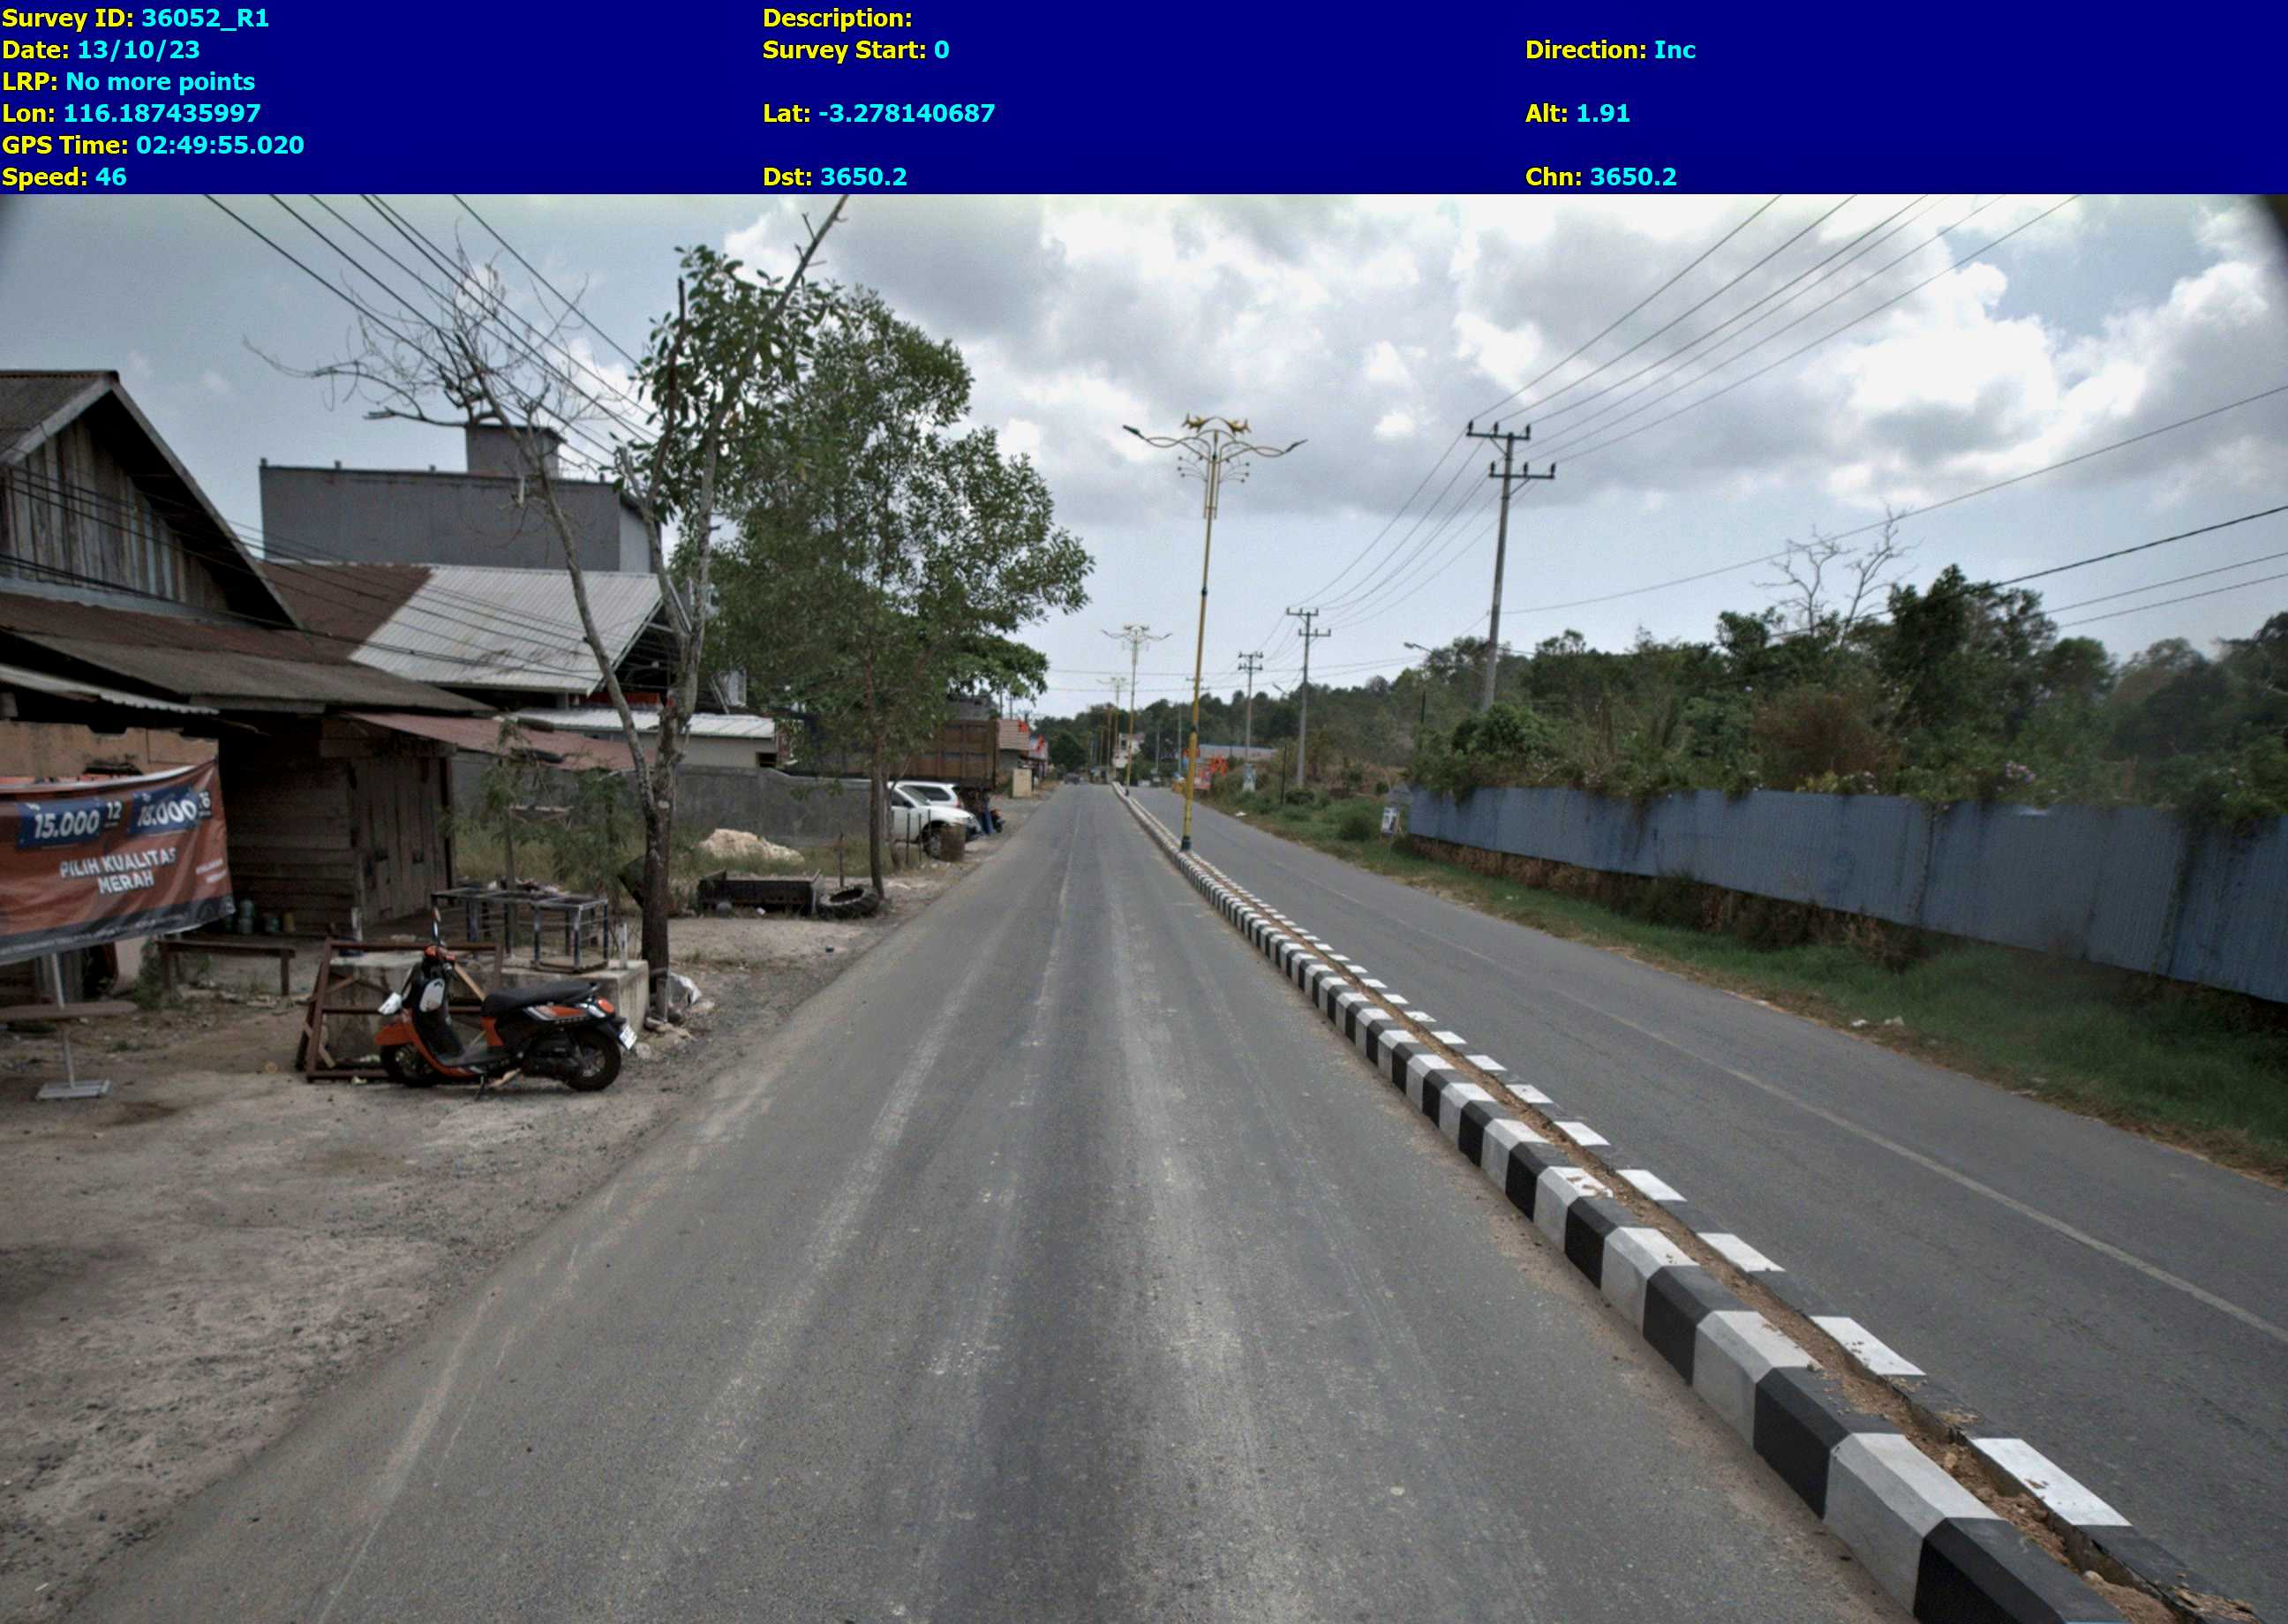 Survey ID: 36052_R1
Description:
Date: 13/10/23
Survey Start: 0
Direction: Inc
LRP: No more points
Lon: 116.187435997
Lat: -3.278140687
Alt: 1.91
GPS Time: 02:49:55.020
Speed: 46
Dst: 3650.2
Chn: 3650.2
15.000 12
18.000
PILIH KUALITAS
MERAH